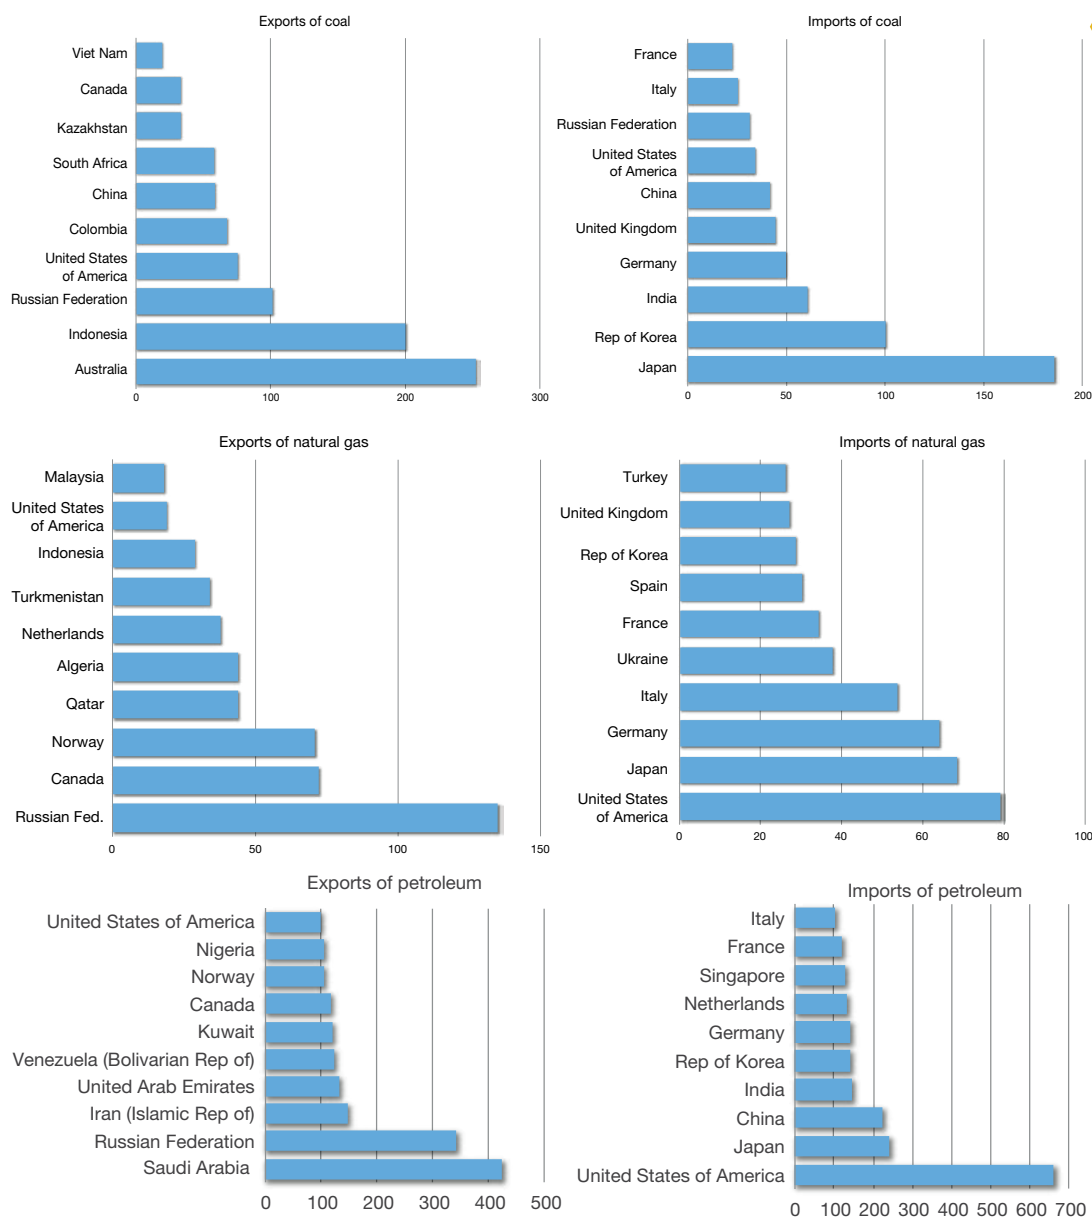 Exports of coal
Viet Nam
Canada
Kazakhstan
South Africa
China
Colombia
United States
of America
Russian Federation
Indonesia
Australia
0 100 200 300
Imports of coal
France
Italy
Russian Federation
United States
of America
China
United Kingdom
Germany
India
Rep of Korea
Japan
0 50 100 150 200
Exports of natural gas
Malaysia
United States
of America
Indonesia
Turkmenistan
Netherlands
Algeria
Qatar
Norway
Canada
Russian Fed.
0 50 100 150
Imports of natural gas
Turkey
United Kingdom
Rep of Korea
Spain
France
Ukraine
Italy
Germany
Japan
United States
of America
0 20 40 60 80 100
Exports of petroleum
United States of America
Nigeria
Norway
Canada
Kuwait
Venezuela (Bolivarian Rep of)
United Arab Emirates
Iran (Islamic Rep of)
Russian Federation
Saudi Arabia
0 100 200 300 400 500
Imports of petroleum
Italy
France
Singapore
Netherlands
Germany
Rep of Korea
India
China
Japan
United States of America
0 100 200 300 400 500 600 700